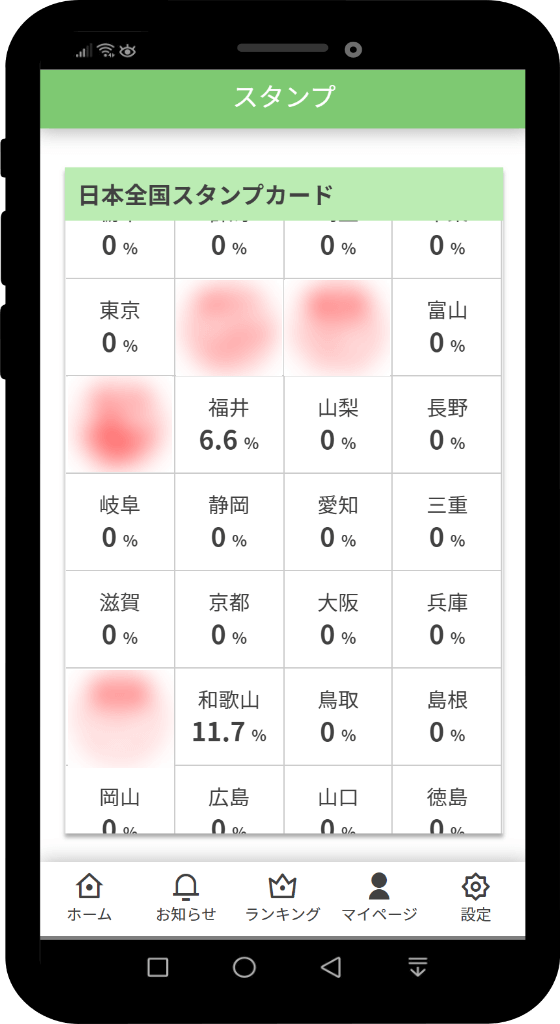 スタンプ
日本全国スタンプカード
0 % 0 % 0 % 0 %
東京 富山
0 % 0 %
福井 山梨 長野
6.6 % 0 % 0 %
岐阜 静岡 愛知 三重
0 % 0 % 0 % 0 %
滋賀 京都 大阪 兵庫
0 % 0 % 0 % 0 %
和歌山 鳥取 島根
11.7 % 0 % 0 %
岡山 広島 山口 徳島
0 % 0 % 0 % 0 %
ホーム お知らせ ランキング マイページ 設定